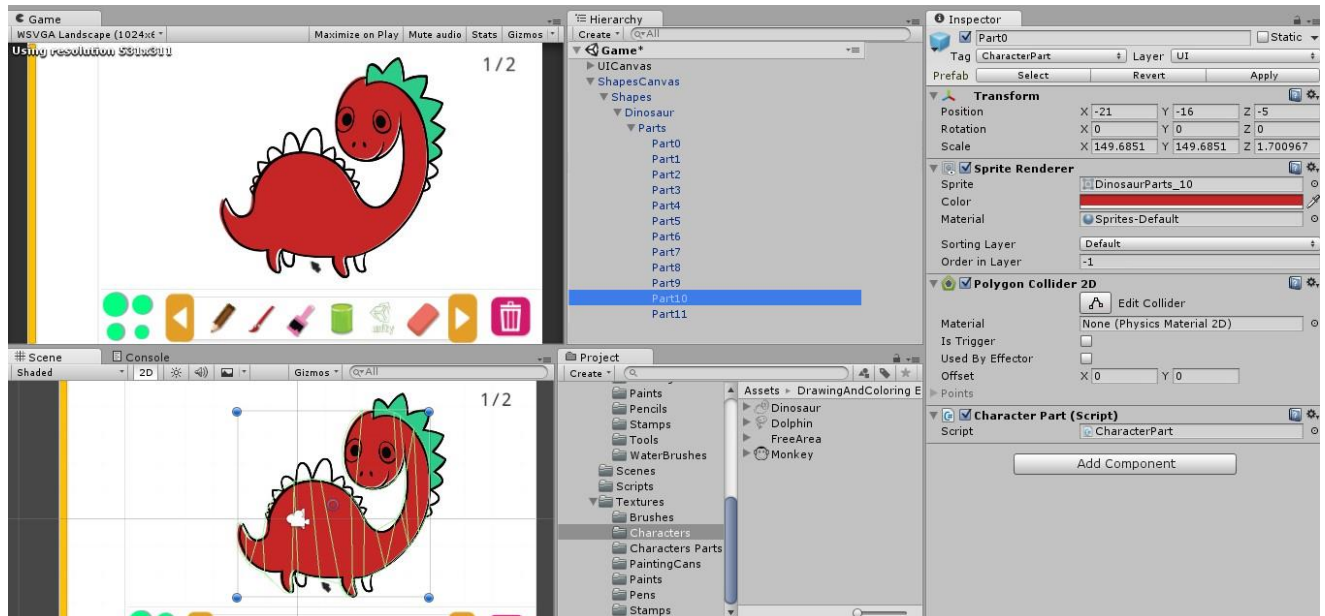 Game
WSVGA Landscape (1024x6
Maximize on Play Mute audio Stats Gizmos
Using resolution 531x311
1/2
Hierarchy
Create All
Game*
UICanvas
ShapesCanvas
Shapes
Dinosaur
Parts
Part0
Part1
Part2
Part3
Part4
Part5
Part6
Part7
Part8
Part9
Part10
Part11
Inspector
Part0 Static
Tag CharacterPart Layer UI
Prefab Select Revert Apply
Transform
Position X -21 Y -16 Z -5
Rotation X 0 Y 0 Z 0
Scale X 149.6851 Y 149.6851 Z 1.700967
Sprite Renderer
Sprite DinosaurParts_10
Color
Material Sprites-Default
Sorting Layer Default
Order in Layer -1
Polygon Collider 2D
Edit Collider
Material None (Physics Material 2D)
Is Trigger
Used By Effector
Offset X 0 Y 0
Points
Character Part (Script)
Script CharacterPart
Add Component
Scene Console
Shaded 2D Gizmos All
1/2
Project
Create
Paints
Pencils
Stamps
Tools
WaterBrushes
Scenes
Scripts
Textures
Brushes
Characters
Characters Parts
PaintingCans
Paints
Pens
Stamps
Assets DrawingAndColoring E
Dinosaur
Dolphin
FreeArea
Monkey